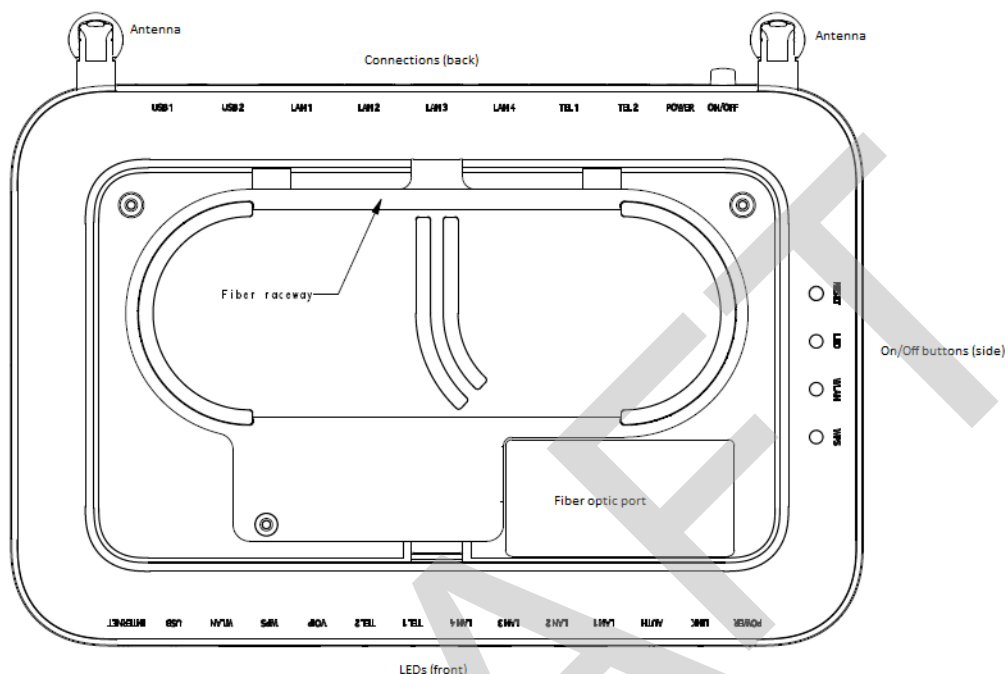 Antenna
Antenna
Connections (back)
USB1 USB2 LAN1 LAN2 LAN3 LAN4 TEL1 TEL2 POWER ON/OFF
Fiber raceway
RESET
LED
On/Off buttons (side)
WLAN
WPS
Fiber optic port
INTERNET USB WLAN WPS VOIP TEL2 TEL1 LAN4 LAN3 LAN2 LAN1 AUTH LINK POWER
LEDs (front)
AFT